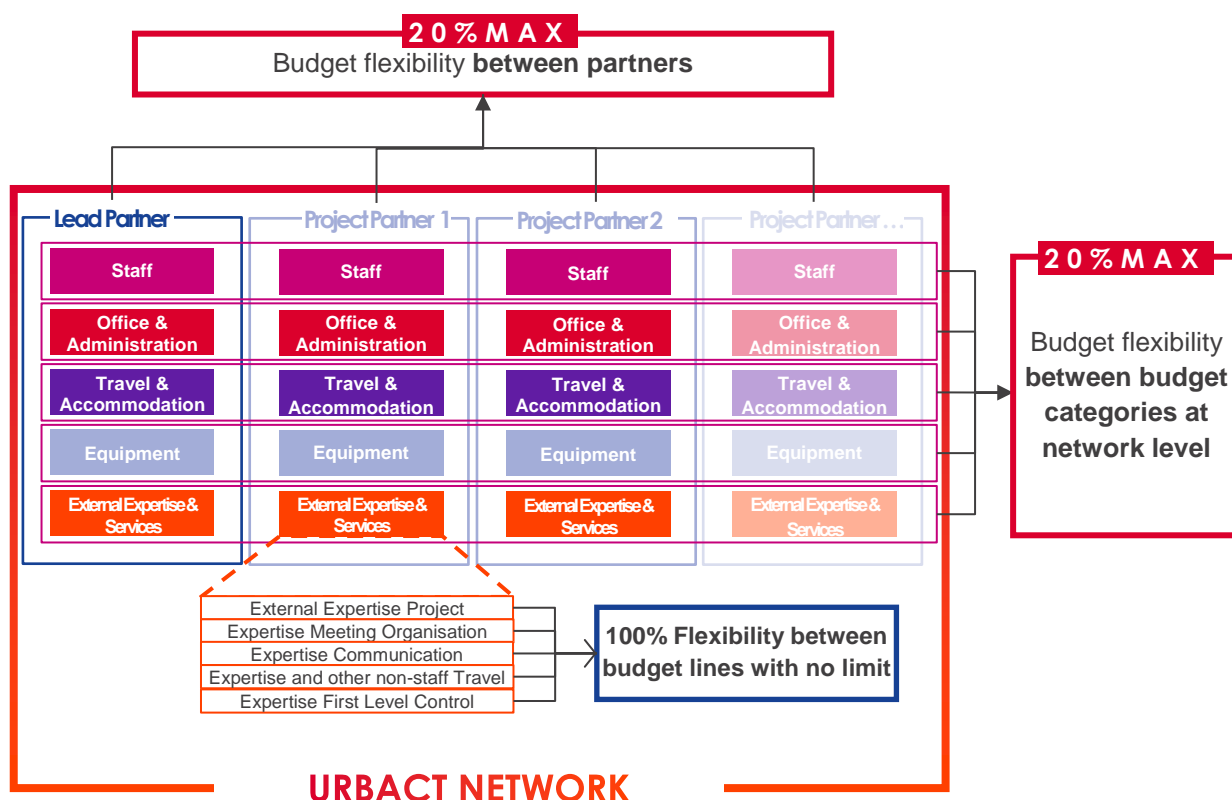 20%MAX
Budget flexibility between partners
Lead Partner
Project Partner 1
Project Partner 2
Project Partner ...
Staff
Staff
Staff
Staff
Office &
Administration
Office &
Administration
Office &
Administration
Office &
Administration
Travel &
Accommodation
Travel &
Accommodation
Travel &
Accommodation
Travel &
Accommodation
Equipment
Equipment
Equipment
Equipment
External Expertise &
Services
External Expertise &
Services
External Expertise &
Services
External Expertise &
Services
20%MAX
Budget flexibility
between budget
categories at
network level
External Expertise Project
Expertise Meeting Organisation
Expertise Communication
Expertise and other non-staff Travel
Expertise First Level Control
100% Flexibility between
budget lines with no limit
URBACT NETWORK